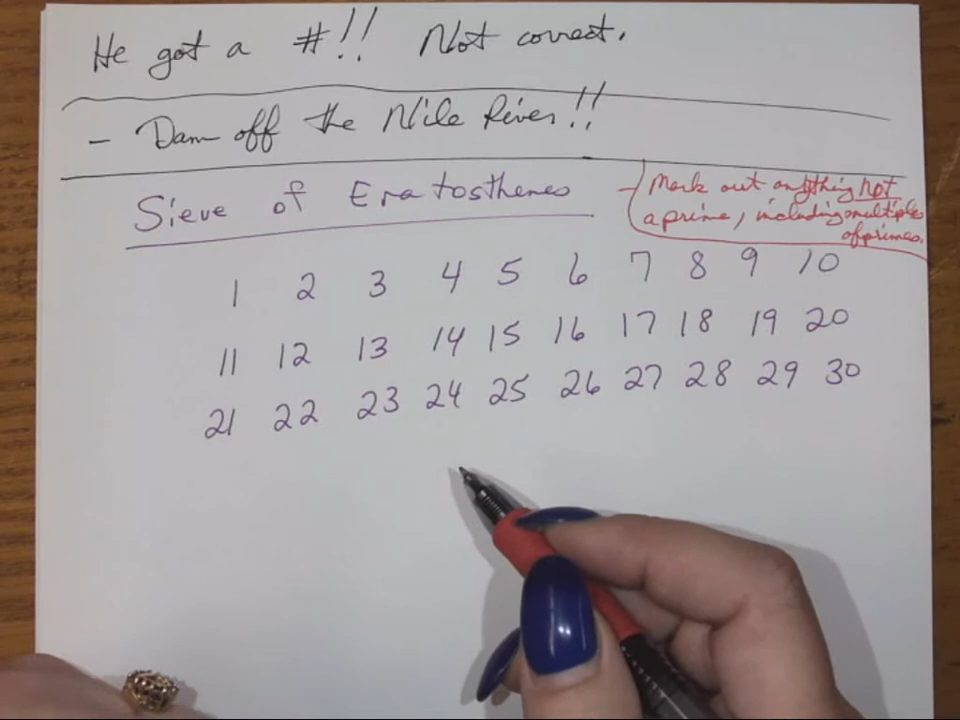 He got a #!! Not correct.
- Dam off the Nile River!!
Sieve of Eratosthenes
- Mark out anything not
a prime, including multiples
of primes.
1 2 3 4 5 6 7 8 9 10
11 12 13 14 15 16 17 18 19 20
21 22 23 24 25 26 27 28 29 30